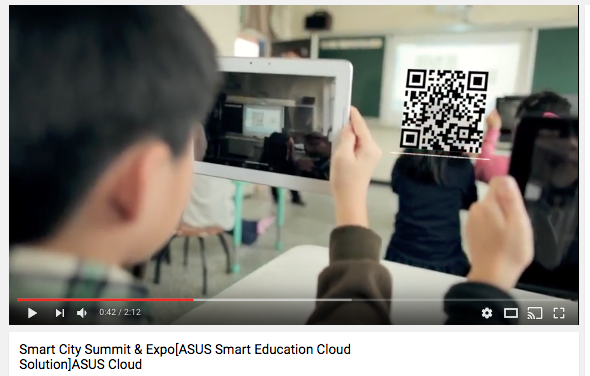 0:42 / 2:12
Smart City Summit & Expo[ASUS Smart Education Cloud
Solution]ASUS Cloud